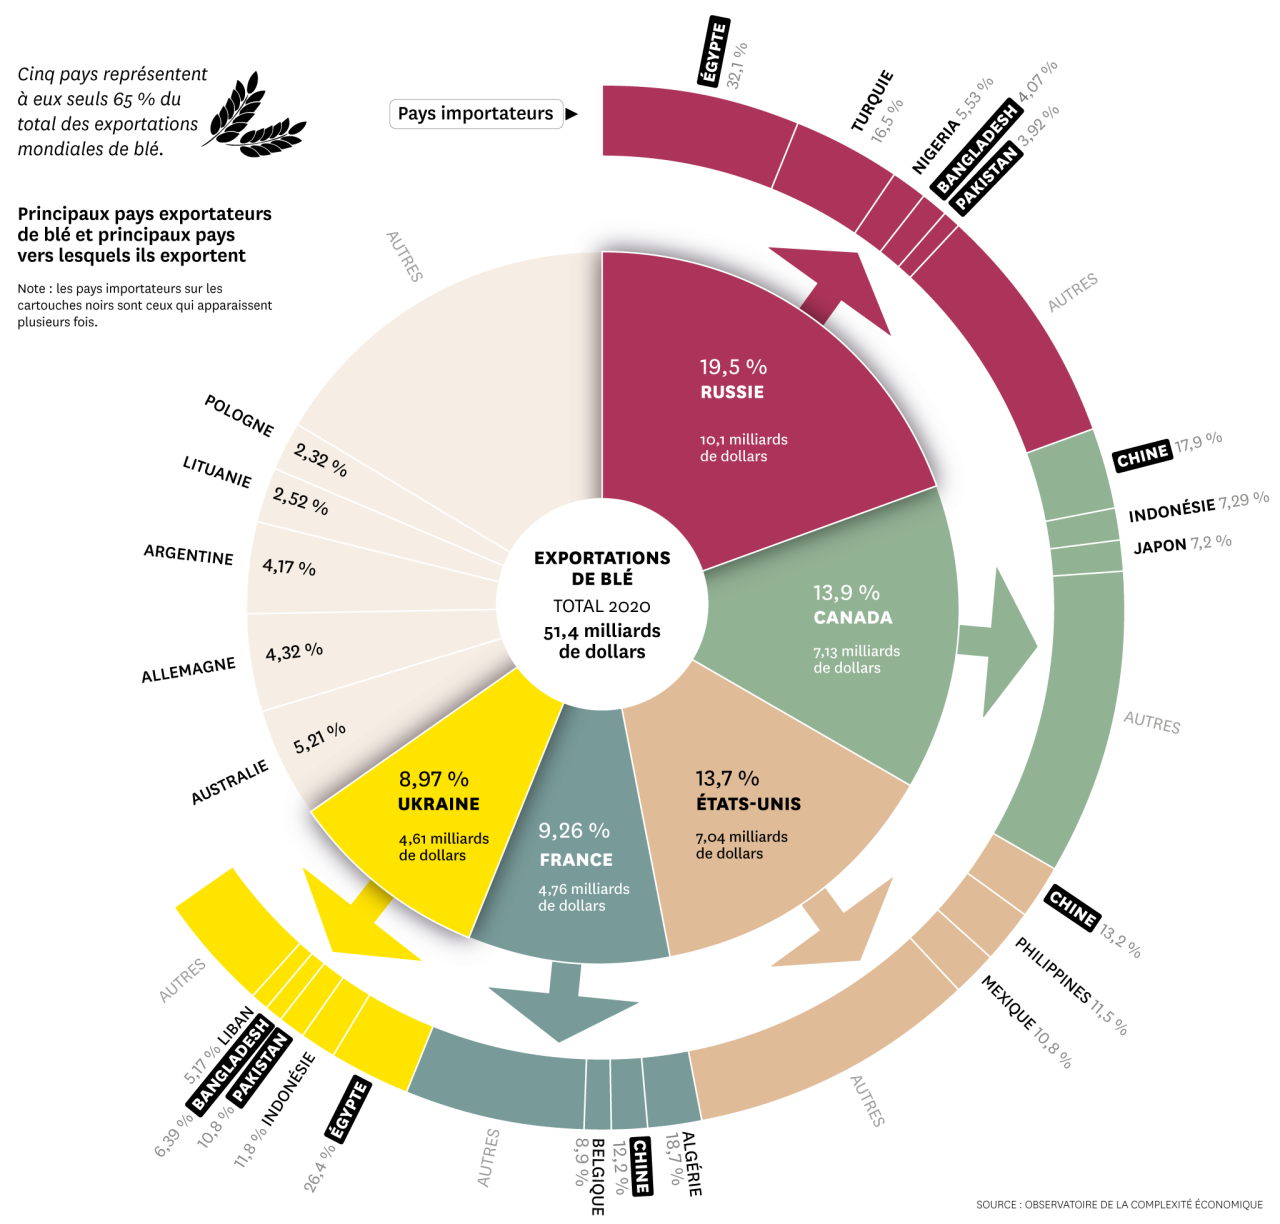 Cinq pays représentent
à eux seuls 65 % du
total des exportations
mondiales de blé.
Principaux pays exportateurs
de blé et principaux pays
vers lesquels ils exportent
Note : les pays importateurs sur les
cartouches noirs sont ceux qui apparaissent
plusieurs fois.
Pays importateurs
ÉGYPTE
32,1 %
TURQUIE
16,5 %
NIGERIA 5,53 %
BANGLADESH 4,07 %
PAKISTAN 3,92 %
AUTRES
CHINE 17,9 %
INDONÉSIE 7,29 %
JAPON 7,2 %
AUTRES
CHINE 13,2 %
PHILIPPINES 11,5 %
MEXIQUE 10,8 %
AUTRES
ALGÉRIE
18,7 %
CHINE
12,2 %
BELGIQUE
8,9 %
AUTRES
26,4 % ÉGYPTE
11,8 % INDONÉSIE
10,8 % PAKISTAN
6,39 % BANGLADESH
5,17 % LIBAN
AUTRES
19,5 %
RUSSIE
10,1 milliards
de dollars
13,9 %
CANADA
7,13 milliards
de dollars
13,7 %
ÉTATS-UNIS
7,04 milliards
de dollars
9,26 %
FRANCE
4,76 milliards
de dollars
8,97 %
UKRAINE
4,61 milliards
de dollars
AUSTRALIE
5,21 %
ALLEMAGNE
4,32 %
ARGENTINE
4,17 %
LITUANIE
2,52 %
POLOGNE
2,32 %
AUTRES
EXPORTATIONS
DE BLÉ
TOTAL 2020
51,4 milliards
de dollars
SOURCE : OBSERVATOIRE DE LA COMPLEXITÉ ÉCONOMIQUE